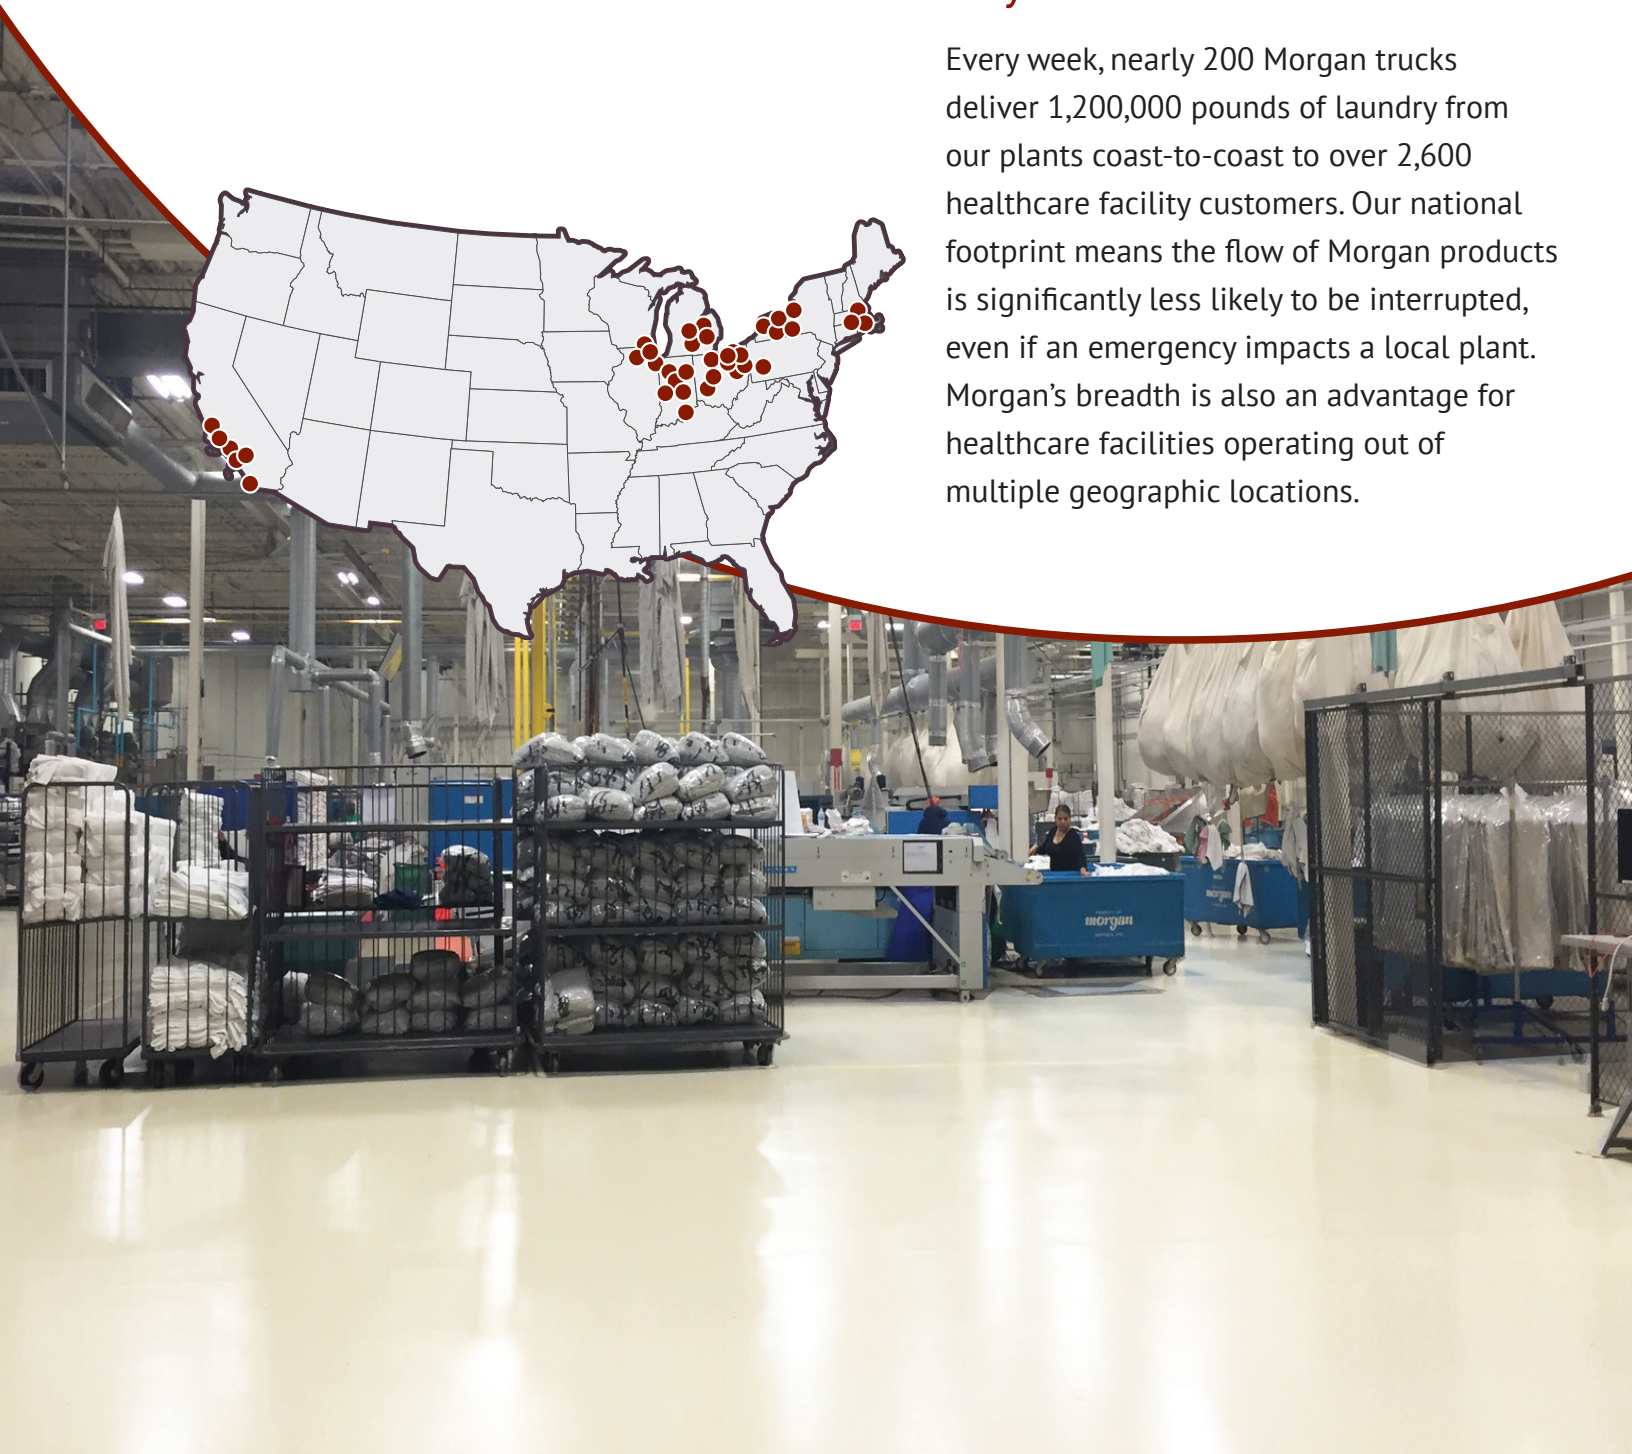 Every week, nearly 200 Morgan trucks
deliver 1,200,000 pounds of laundry from
our plants coast-to-coast to over 2,600
healthcare facility customers. Our national
footprint means the flow of Morgan products
is significantly less likely to be interrupted,
even if an emergency impacts a local plant.
Morgan’s breadth is also an advantage for
healthcare facilities operating out of
multiple geographic locations.
morgan
morgan